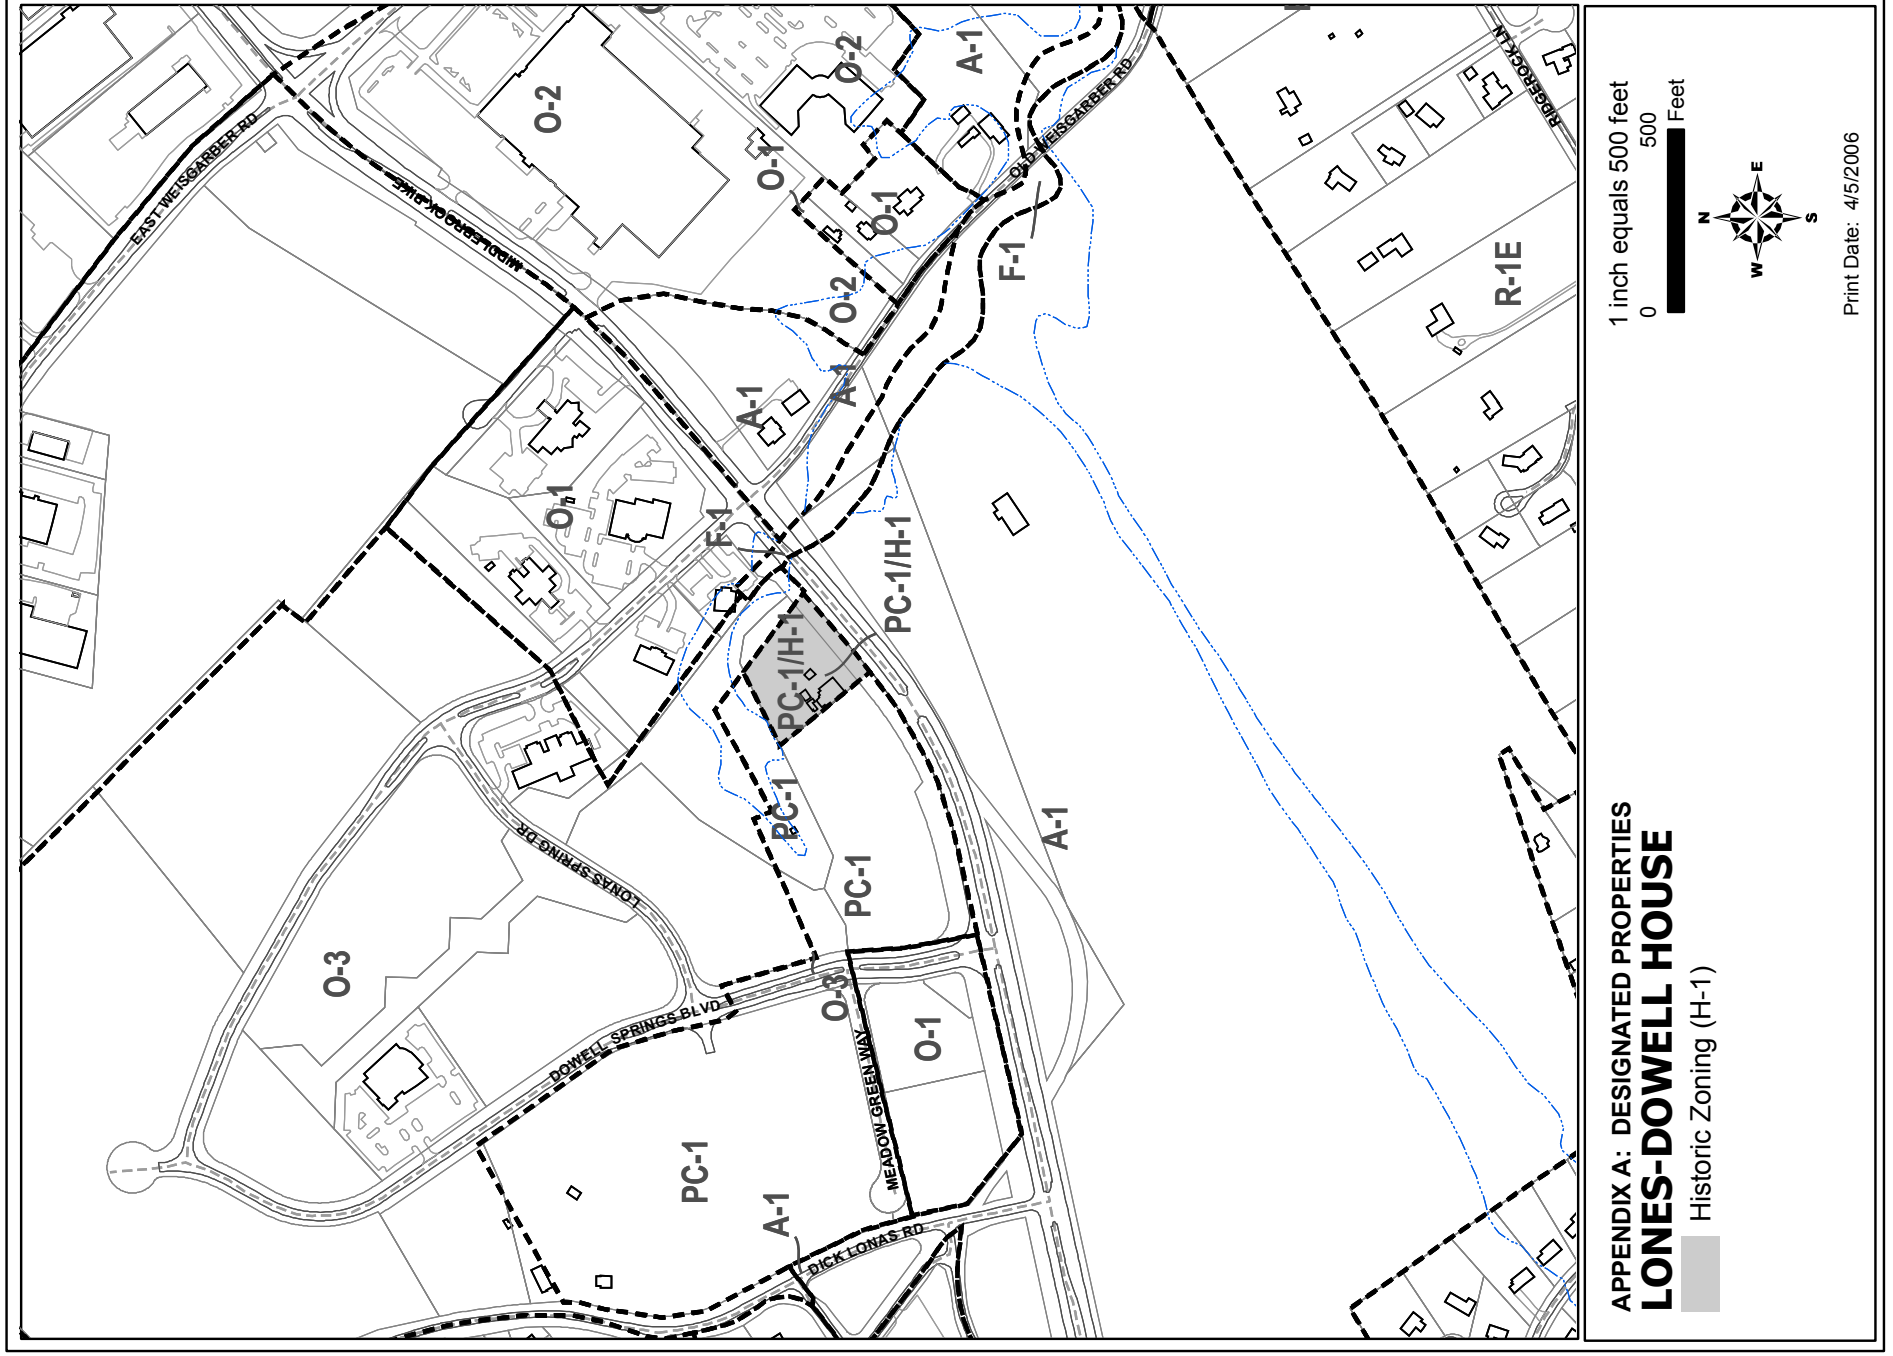 APPENDIX A: DESIGNATED PROPERTIES
LONES-DOWELL HOUSE
Historic Zoning (H-1)
1 inch equals 500 feet
0 500
Feet
N
W E
S
Print Date: 4/5/2006
EAST WEISGARBER RD
MIDDLEBROOK PIKE
OLD WEISGARBER RD
RIDGEROCK LN
LONAS SPRING DR
DOWELL SPRINGS BLVD
MEADOW GREEN WAY
DICK LONAS RD
O-2
O-2
A-1
O-1
O-1
O-2
F-1
R-1E
A-1
A-1
O-1
F-1
PC-1/H-1
PC-1/H-1
PC-1
PC-1
A-1
O-3
O-3
O-1
PC-1
A-1